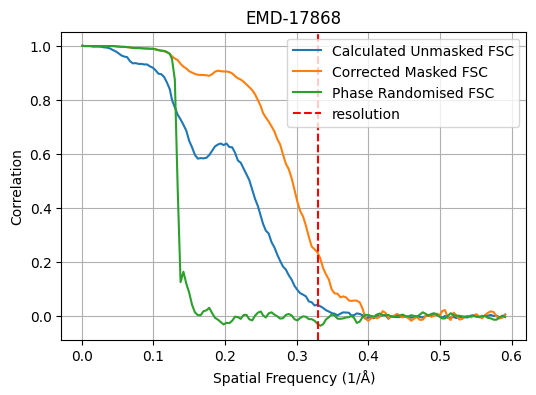 EMD-17868
Calculated Unmasked FSC
Corrected Masked FSC
Phase Randomised FSC
resolution
Correlation
1.0
0.8
0.6
0.4
0.2
0.0
0.0 0.1 0.2 0.3 0.4 0.5 0.6
Spatial Frequency (1/Å)